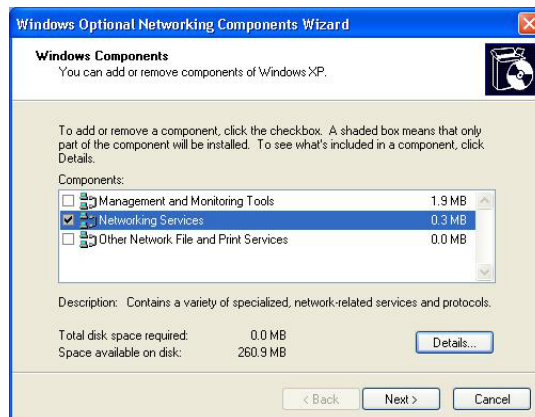 Windows Optional Networking Components Wizard
Windows Components
You can add or remove components of Windows XP.
To add or remove a component, click the checkbox. A shaded box means that only
part of the component will be installed. To see what's included in a component, click
Details.
Components:
Management and Monitoring Tools 1.9 MB
Networking Services 0.3 MB
Other Network File and Print Services 0.0 MB
Description: Contains a variety of specialized, network-related services and protocols.
Total disk space required: 0.0 MB
Space available on disk: 260.9 MB
Details...
< Back Next > Cancel